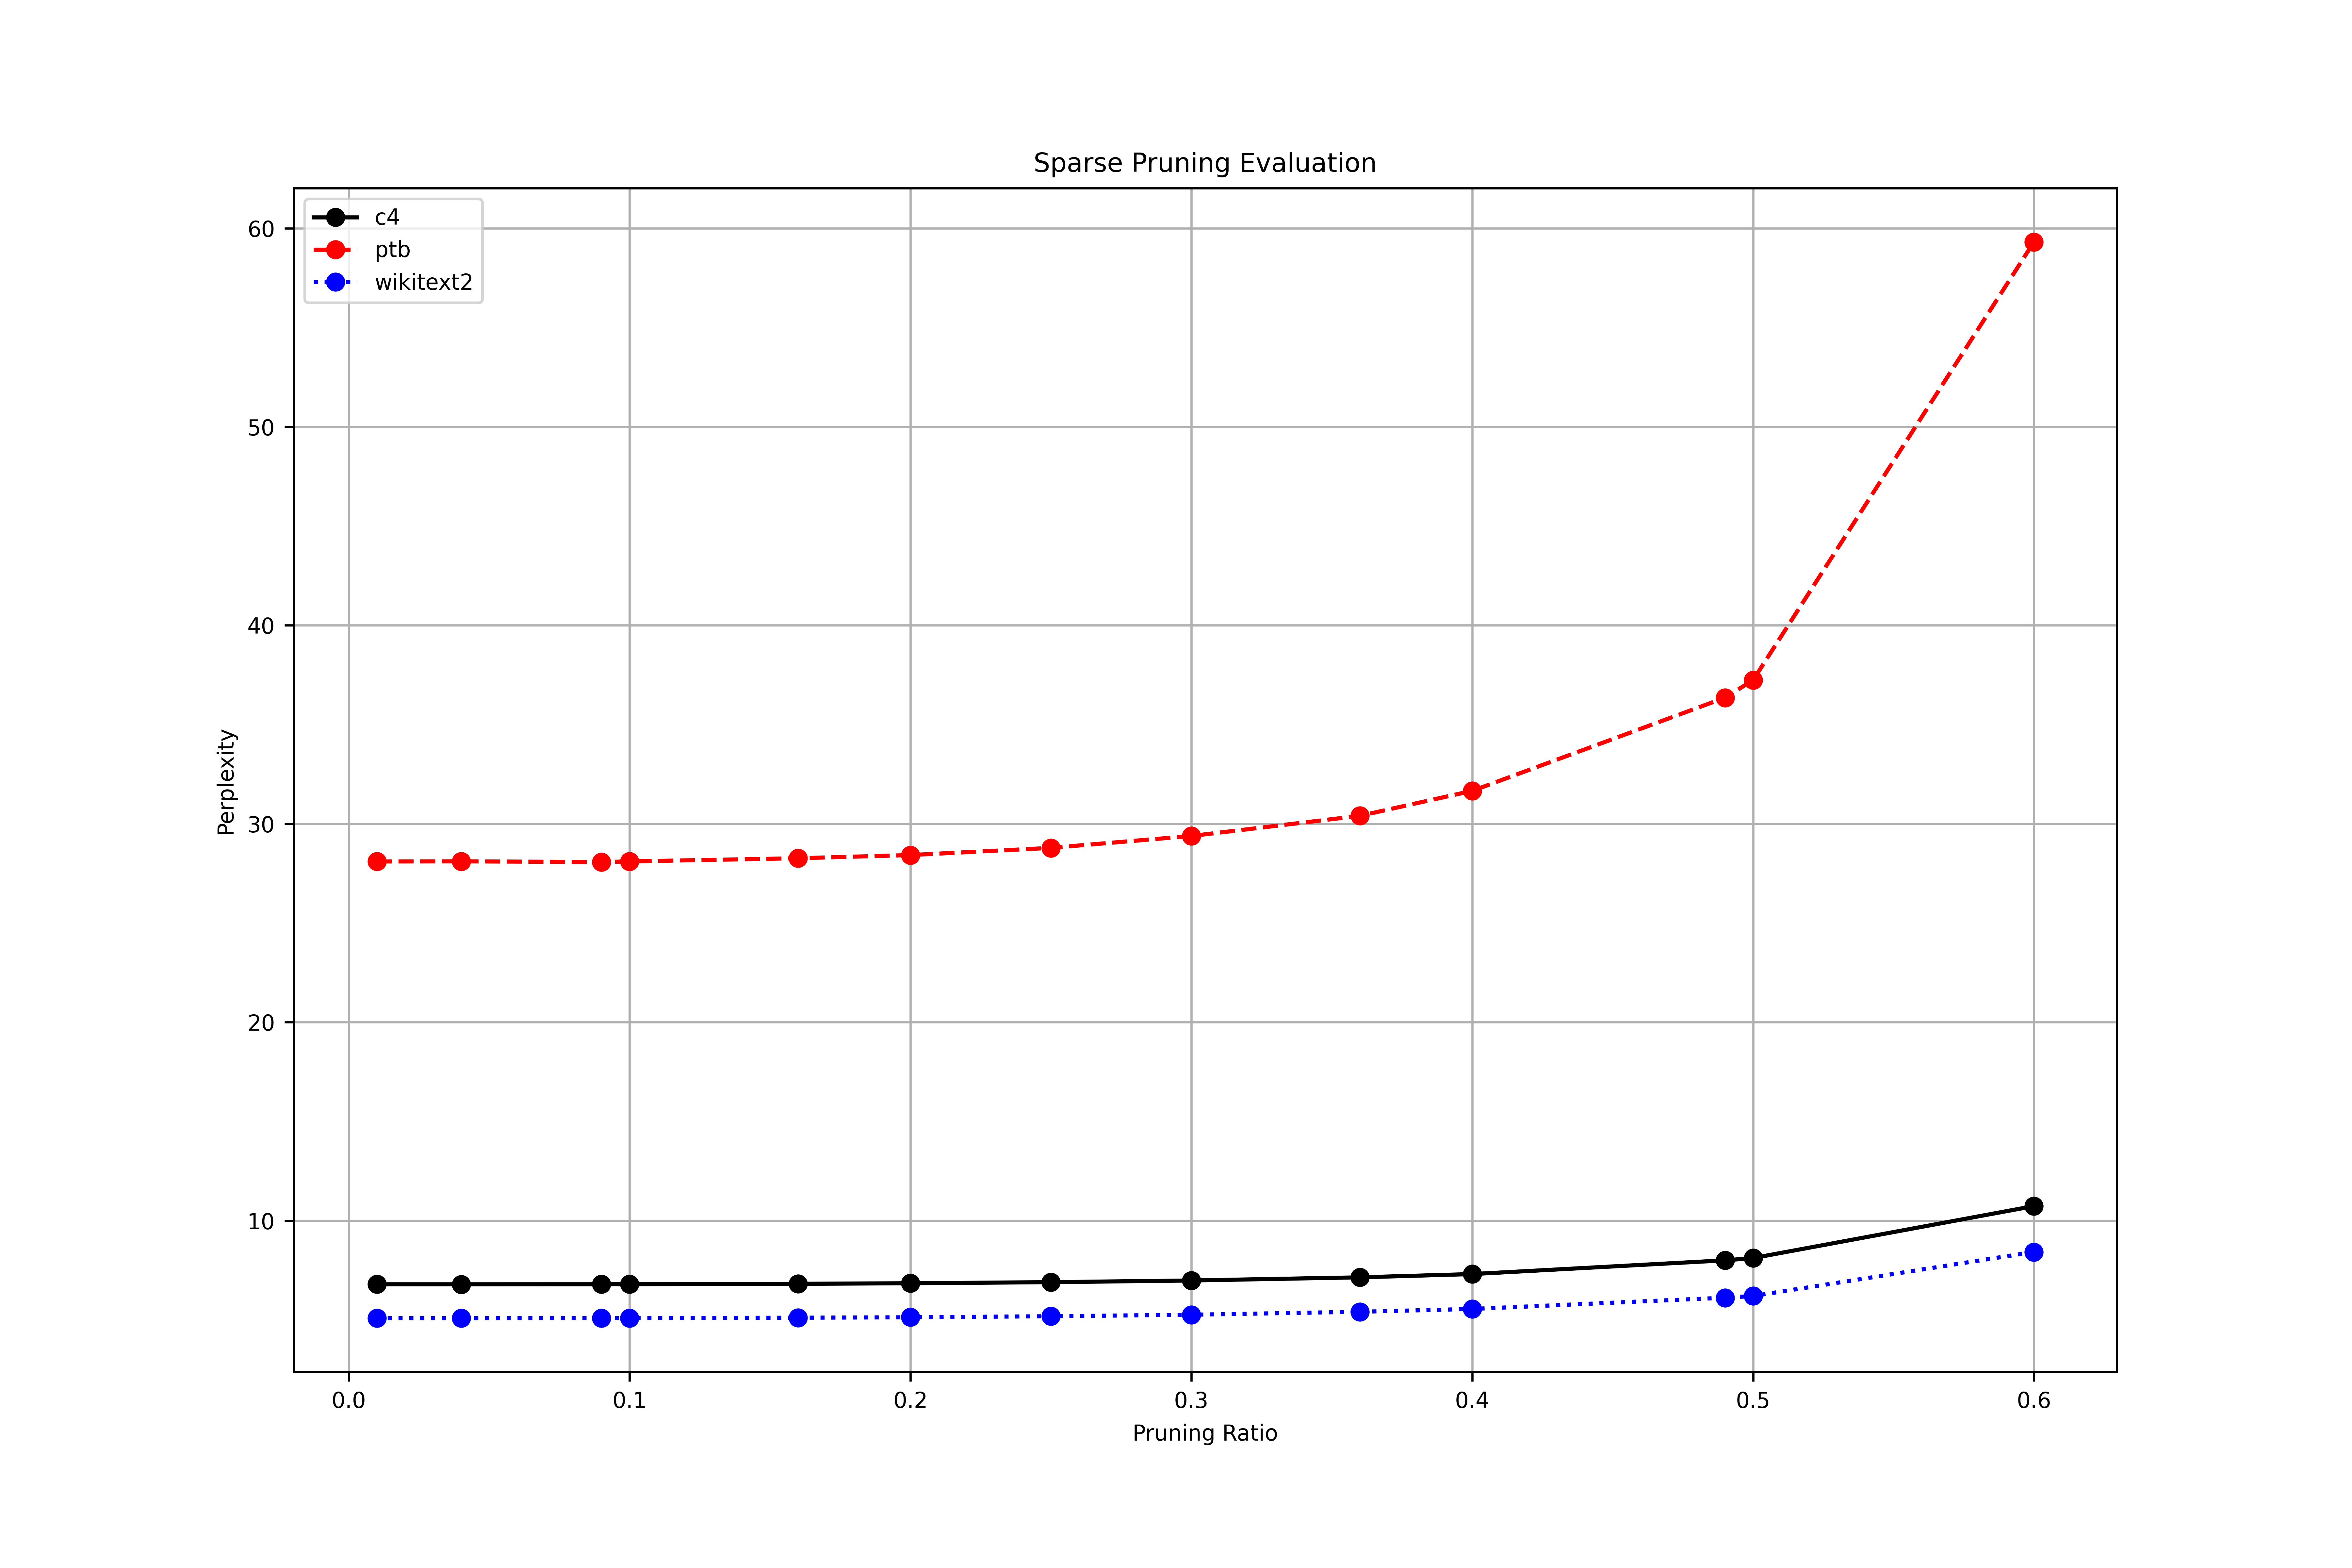 Sparse Pruning Evaluation
c4
ptb
wikitext2
60
50
40
30
20
10
Perplexity
0.0 0.1 0.2 0.3 0.4 0.5 0.6
Pruning Ratio